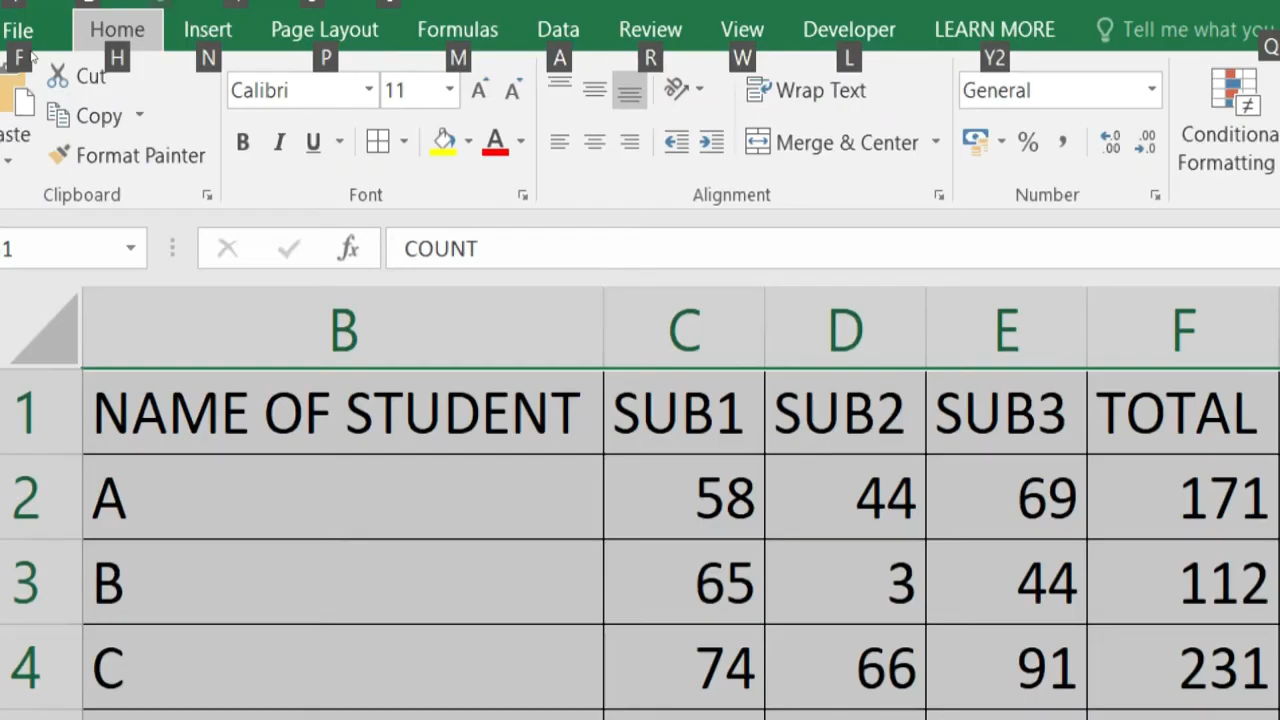 File Home Insert Page Layout Formulas Data Review View Developer LEARN MORE Tell me what you
F H N P M A R W L Y2 Q
Cut
Calibri 11 Wrap Text General
Copy
Format Painter B I U A Merge & Center % Conditiona
Formatting
Clipboard Font Alignment Number
1 fx COUNT
B C D E F
1 NAME OF STUDENT SUB1 SUB2 SUB3 TOTAL
2 A 58 44 69 171
3 B 65 3 44 112
4 C 74 66 91 231